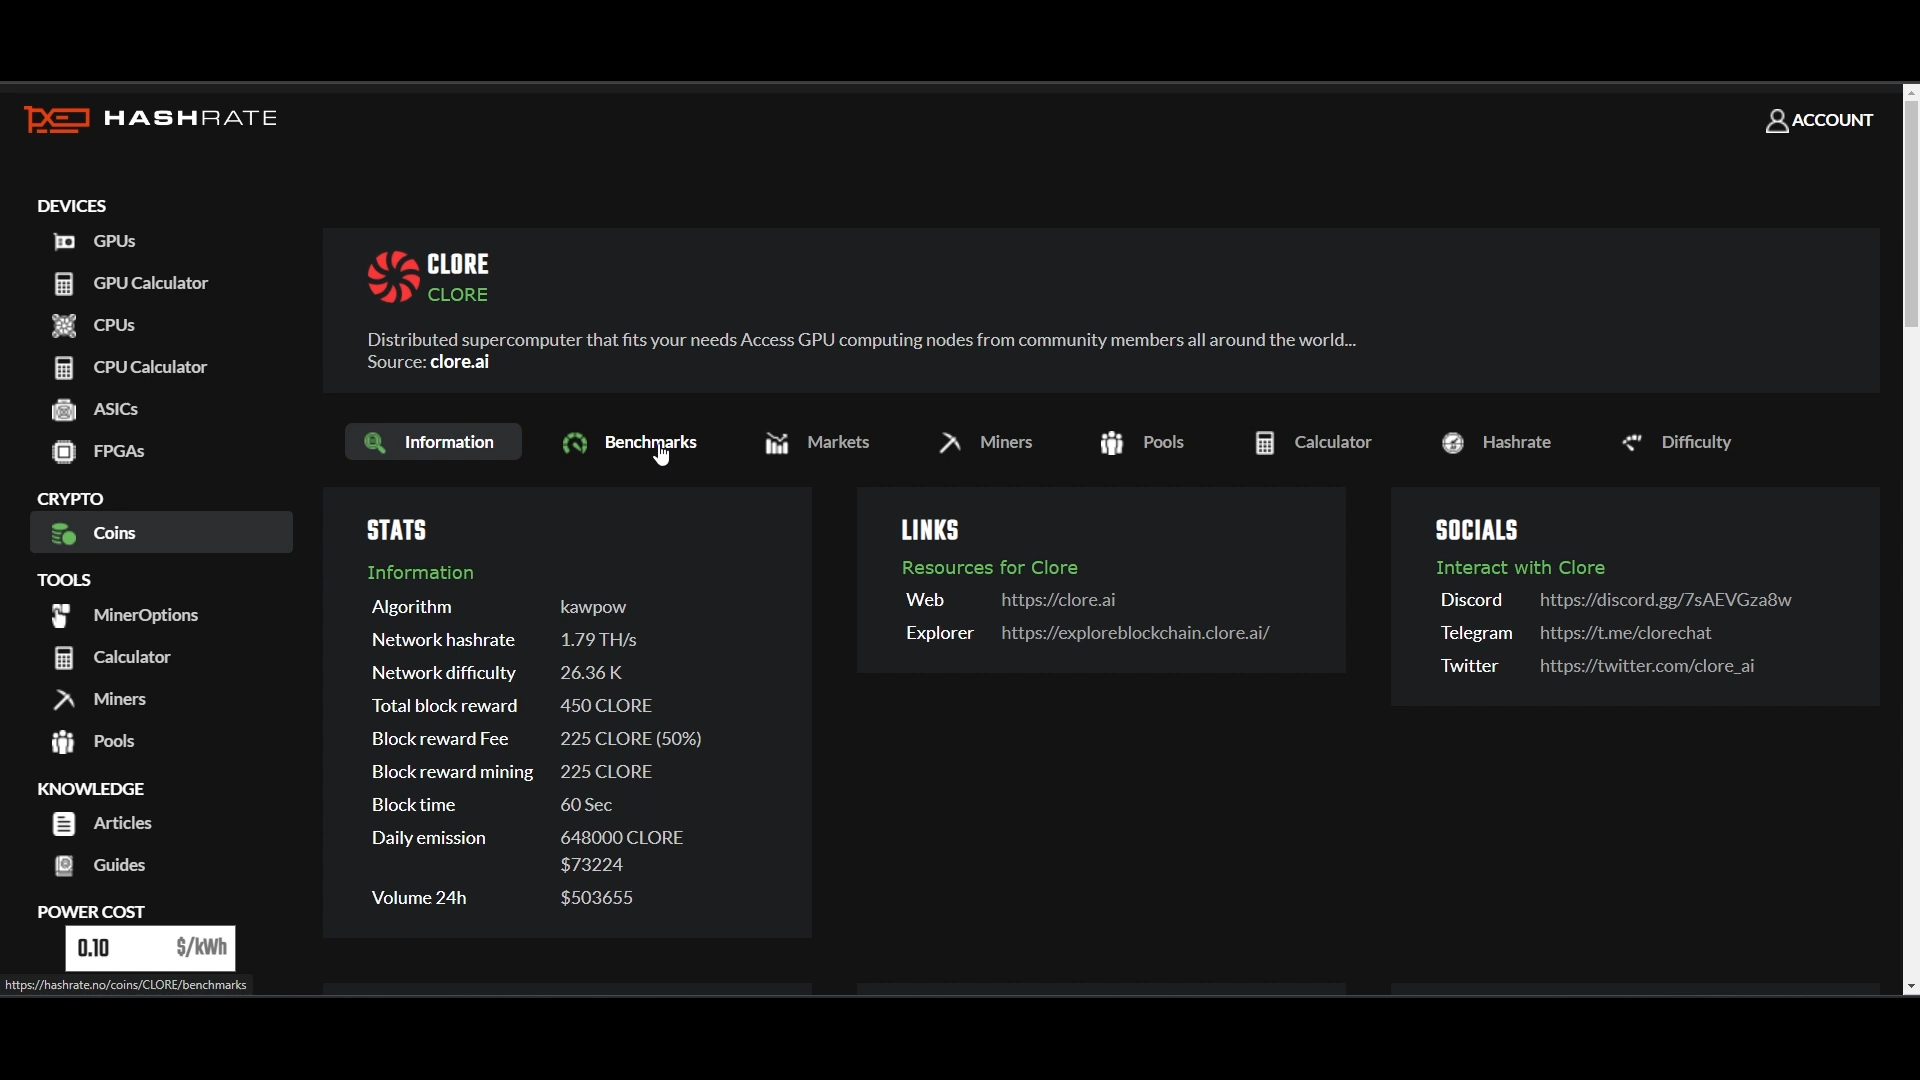 HASHRATE
ACCOUNT
DEVICES
GPUs
GPU Calculator
CPUs
CPU Calculator
ASICs
FPGAs
CRYPTO
Coins
TOOLS
MinerOptions
Calculator
Miners
Pools
KNOWLEDGE
Articles
Guides
POWER COST
0.10 $/kWh
https://hashrate.no/coins/CLORE/benchmarks
CLORE
CLORE
Distributed supercomputer that fits your needs Access GPU computing nodes from community members all around the world...
Source: clore.ai
Information Benchmarks Markets Miners Pools Calculator Hashrate Difficulty
STATS
Information
Algorithm kawpow
Network hashrate 1.79 TH/s
Network difficulty 26.36 K
Total block reward 450 CLORE
Block reward Fee 225 CLORE (50%)
Block reward mining 225 CLORE
Block time 60 Sec
Daily emission 648000 CLORE
$73224
Volume 24h $503655
LINKS
Resources for Clore
Web https://clore.ai
Explorer https://exploreblockchain.clore.ai/
SOCIALS
Interact with Clore
Discord https://discord.gg/7sAEVGza8w
Telegram https://t.me/clorechat
Twitter https://twitter.com/clore_ai